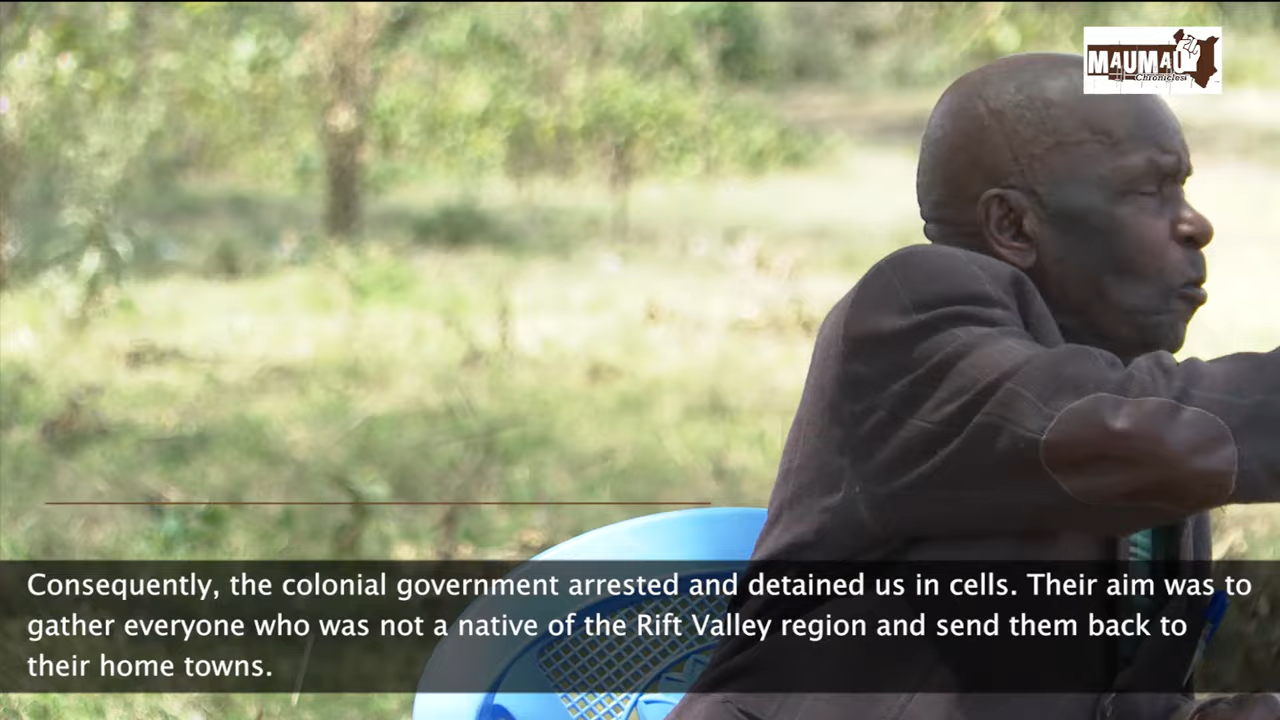 MAUMAU
Chronicles
Consequently, the colonial government arrested and detained us in cells. Their aim was to
gather everyone who was not a native of the Rift Valley region and send them back to
their home towns.